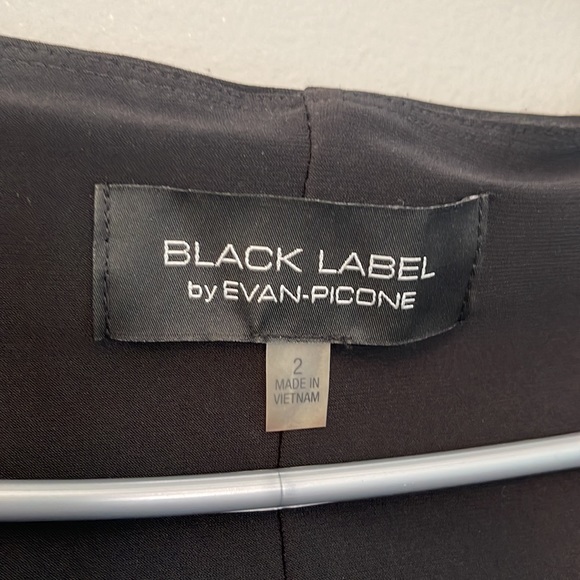 BLACK LABEL
by EVAN-PICONE
2
MADE IN
VIETNAM